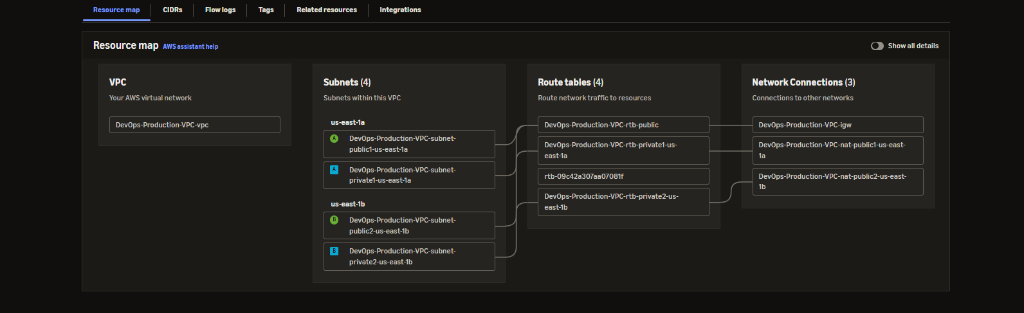 Resource map
CIDRs
Flow logs
Tags
Related resources
Integrations
Resource map AWS assistant help
Show all details
VPC
Your AWS virtual network
DevOps-Production-VPC-vpc
Subnets (4)
Subnets within this VPC
us-east-1a
A
DevOps-Production-VPC-subnet-
public1-us-east-1a
A
DevOps-Production-VPC-subnet-
private1-us-east-1a
us-east-1b
B
DevOps-Production-VPC-subnet-
public2-us-east-1b
B
DevOps-Production-VPC-subnet-
private2-us-east-1b
Route tables (4)
Route network traffic to resources
DevOps-Production-VPC-rtb-public
DevOps-Production-VPC-rtb-private1-us-
east-1a
rtb-09c42a307aa07081f
DevOps-Production-VPC-rtb-private2-us-
east-1b
Network Connections (3)
Connections to other networks
DevOps-Production-VPC-igw
DevOps-Production-VPC-nat-public1-us-east-
1a
DevOps-Production-VPC-nat-public2-us-east-
1b